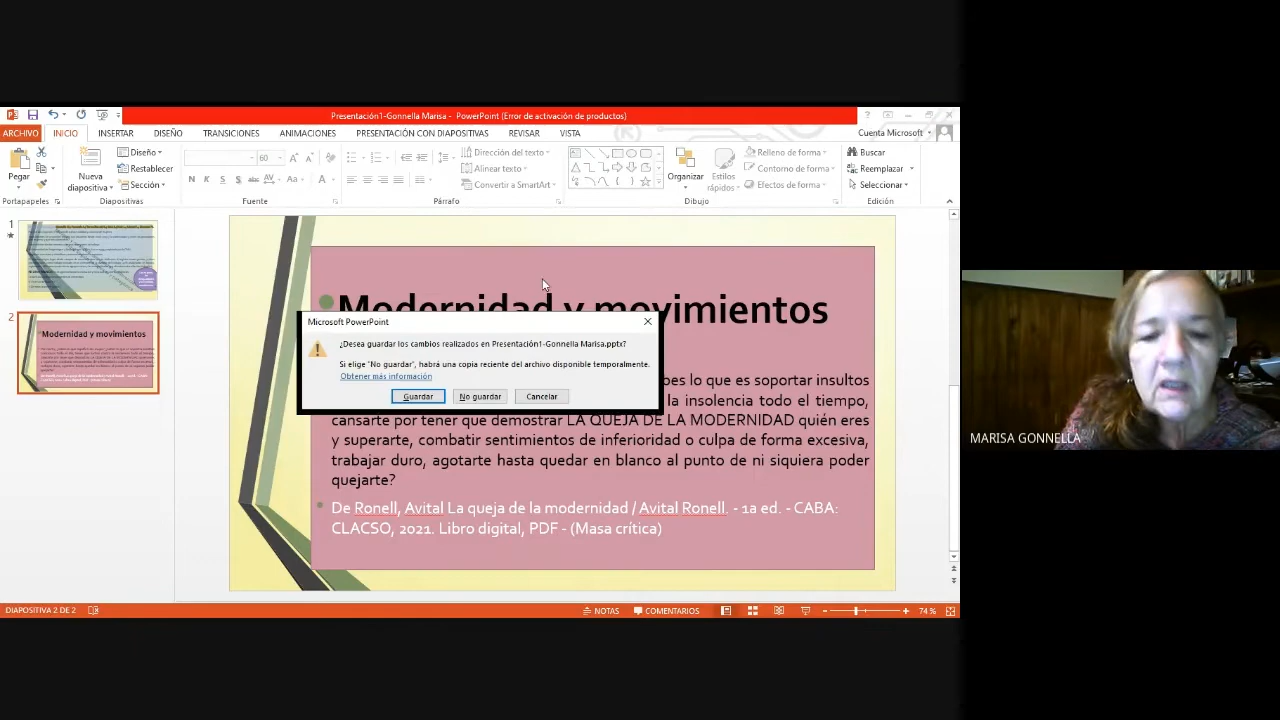 Presentación1-Gonnella Marisa - PowerPoint (Error de activación de productos)
ARCHIVO INICIO INSERTAR DISEÑO TRANSICIONES ANIMACIONES PRESENTACIÓN CON DIAPOSITIVAS REVISAR VISTA Cuenta Microsoft
Pegar
Nueva diapositiva
Diseño
Restablecer
Sección
60
N K S S abc AV Aa A
Dirección del texto
Alinear texto
Convertir a SmartArt
Organizar
Estilos rápidos
Relleno de forma
Contorno de forma
Efectos de forma
Buscar
Reemplazar
Seleccionar
Portapapeles Diapositivas Fuente Párrafo Dibujo Edición
1
2
Modernidad y movimientos
Modernidad y movimientos
Microsoft PowerPoint
¿Desea guardar los cambios realizados en Presentación1-Gonnella Marisa.pptx?
Si elige "No guardar", habrá una copia reciente del archivo disponible temporalmente.
Obtener más información
Guardar No guardar Cancelar
lo que es soportar insultos
la insolencia todo el tiempo,
cansarte por tener que demostrar LA QUEJA DE LA MODERNIDAD quién eres
y superarte, combatir sentimientos de inferioridad o culpa de forma excesiva,
trabajar duro, agotarte hasta quedar en blanco al punto de ni siquiera poder
quejarte?
De Ronell, Avital La queja de la modernidad / Avital Ronell. - 1a ed. - CABA:
CLACSO, 2021. Libro digital, PDF - (Masa crítica)
MARISA GONNELLA
DIAPOSITIVA 2 DE 2 NOTAS COMENTARIOS 74 %